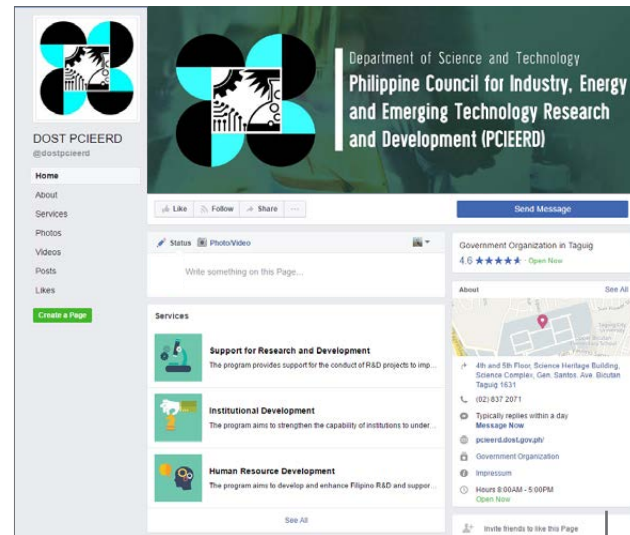 Department of Science and Technology
Philippine Council for Industry, Energy
and Emerging Technology Research
and Development (PCIEERD)
DOST PCIEERD
@dostpcieerd
Home
About
Services
Photos
Videos
Posts
Likes
Create a Page
Like
Follow
Share
Send Message
Status
Photo/Video
Write something on this Page...
Services
Support for Research and Development
The program provides support for the conduct of R&D projects to imp...
Institutional Development
The program aims to strengthen the capability of institutions to under...
Human Resource Development
The program aims to develop and enhance Filipino R&D and suppor...
See All
Government Organization in Taguig
4.6 ★★★★★ · Open Now
About
See All
4th and 5th Floor, Science Heritage Building,
Science Complex, Gen. Santos. Ave. Bicutan
Taguig 1631
(02) 837 2071
Typically replies within a day
Message Now
pcieerd.dost.gov.ph/
Government Organization
Impressum
Hours 8:00AM - 5:00PM
Open Now
Invite friends to like this Page